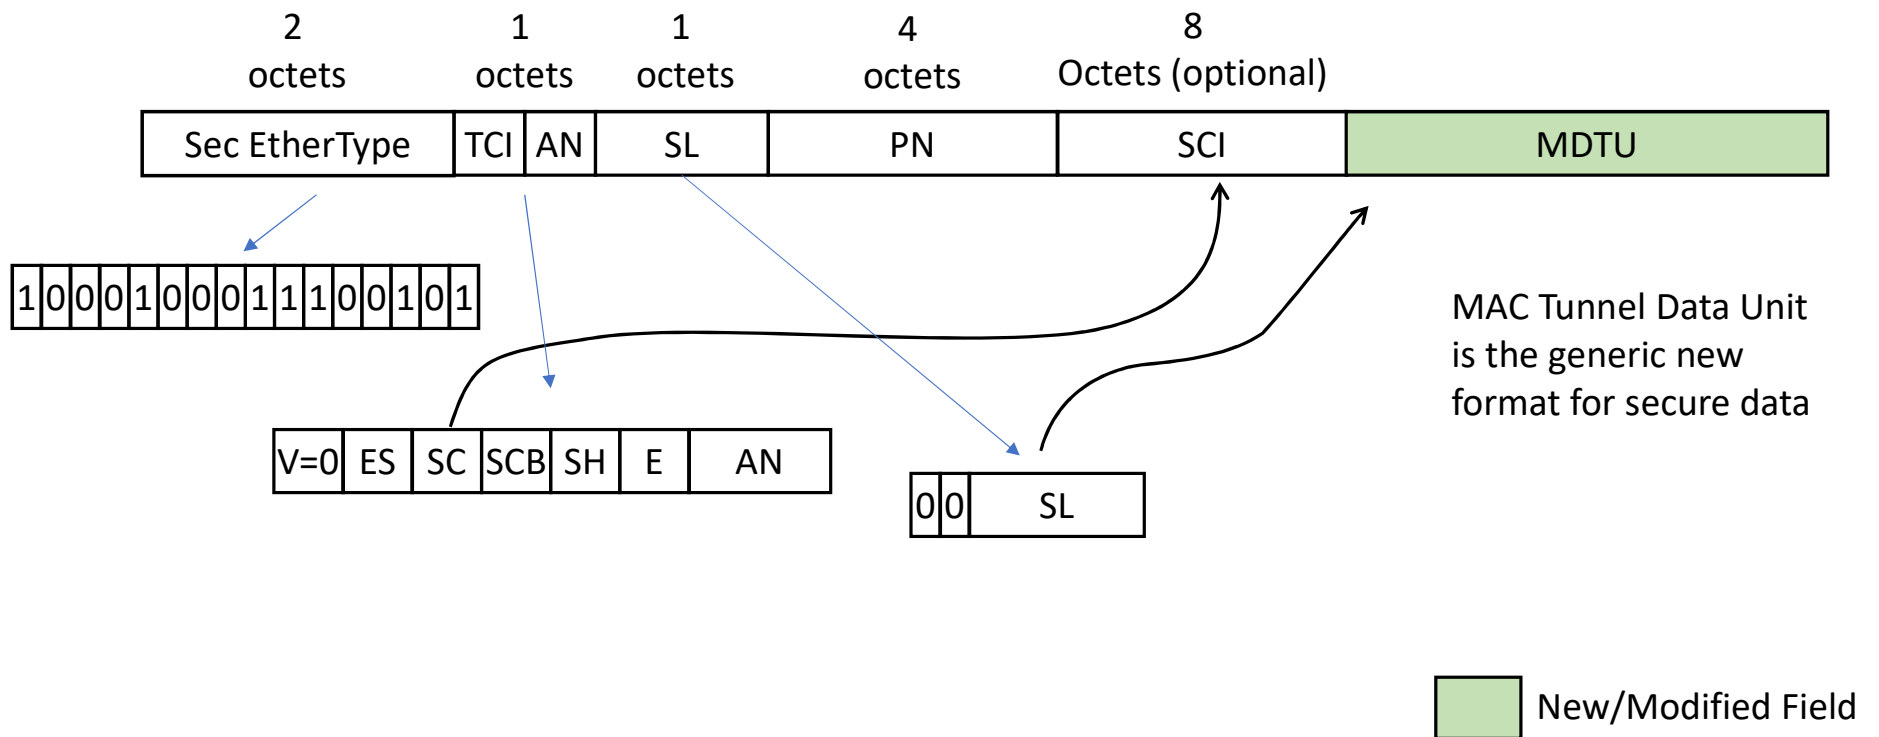 2 1 1 4 8
octets octets octets octets Octets (optional)
Sec EtherType TCI AN SL PN SCI MDTU
1 0 0 0 1 0 0 0 1 1 1 0 0 1 0 1
MAC Tunnel Data Unit
is the generic new
format for secure data
V=0 ES SC SCB SH E AN
0 0 SL
New/Modified Field